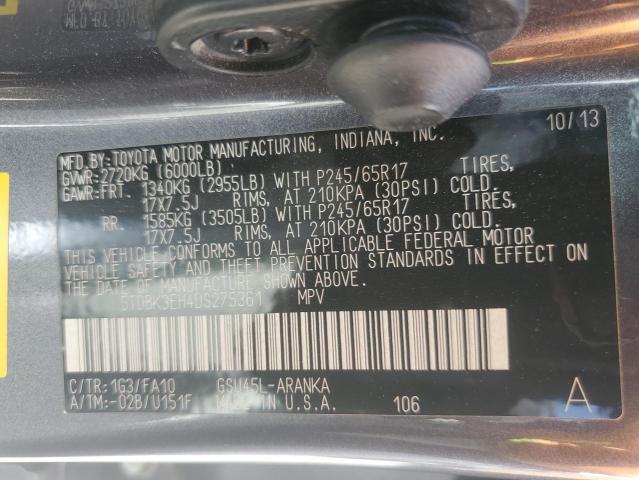 MFD.BY:TOYOTA MOTOR MANUFACTURING, INDIANA, INC. 10/13
GVWR:2720KG (6000LB)
GAWR:FRT. 1340KG (2955LB) WITH P245/65R17 TIRES,
17X7.5J RIMS, AT 210KPA (30PSI) COLD.
RR. 1585KG (3505LB) WITH P245/65R17 TIRES,
17X7.5J RIMS, AT 210KPA (30PSI) COLD.
THIS VEHICLE CONFORMS TO ALL APPLICABLE FEDERAL MOTOR
VEHICLE SAFETY AND THEFT PREVENTION STANDARDS IN EFFECT ON
THE DATE OF MANUFACTURE SHOWN ABOVE.
5TDBK3EH4DS275361 MPV
C/TR:1G3/FA10 GSU45L-ARANKA
A/TM:-02B/U151F MADE IN U.S.A. 106 A